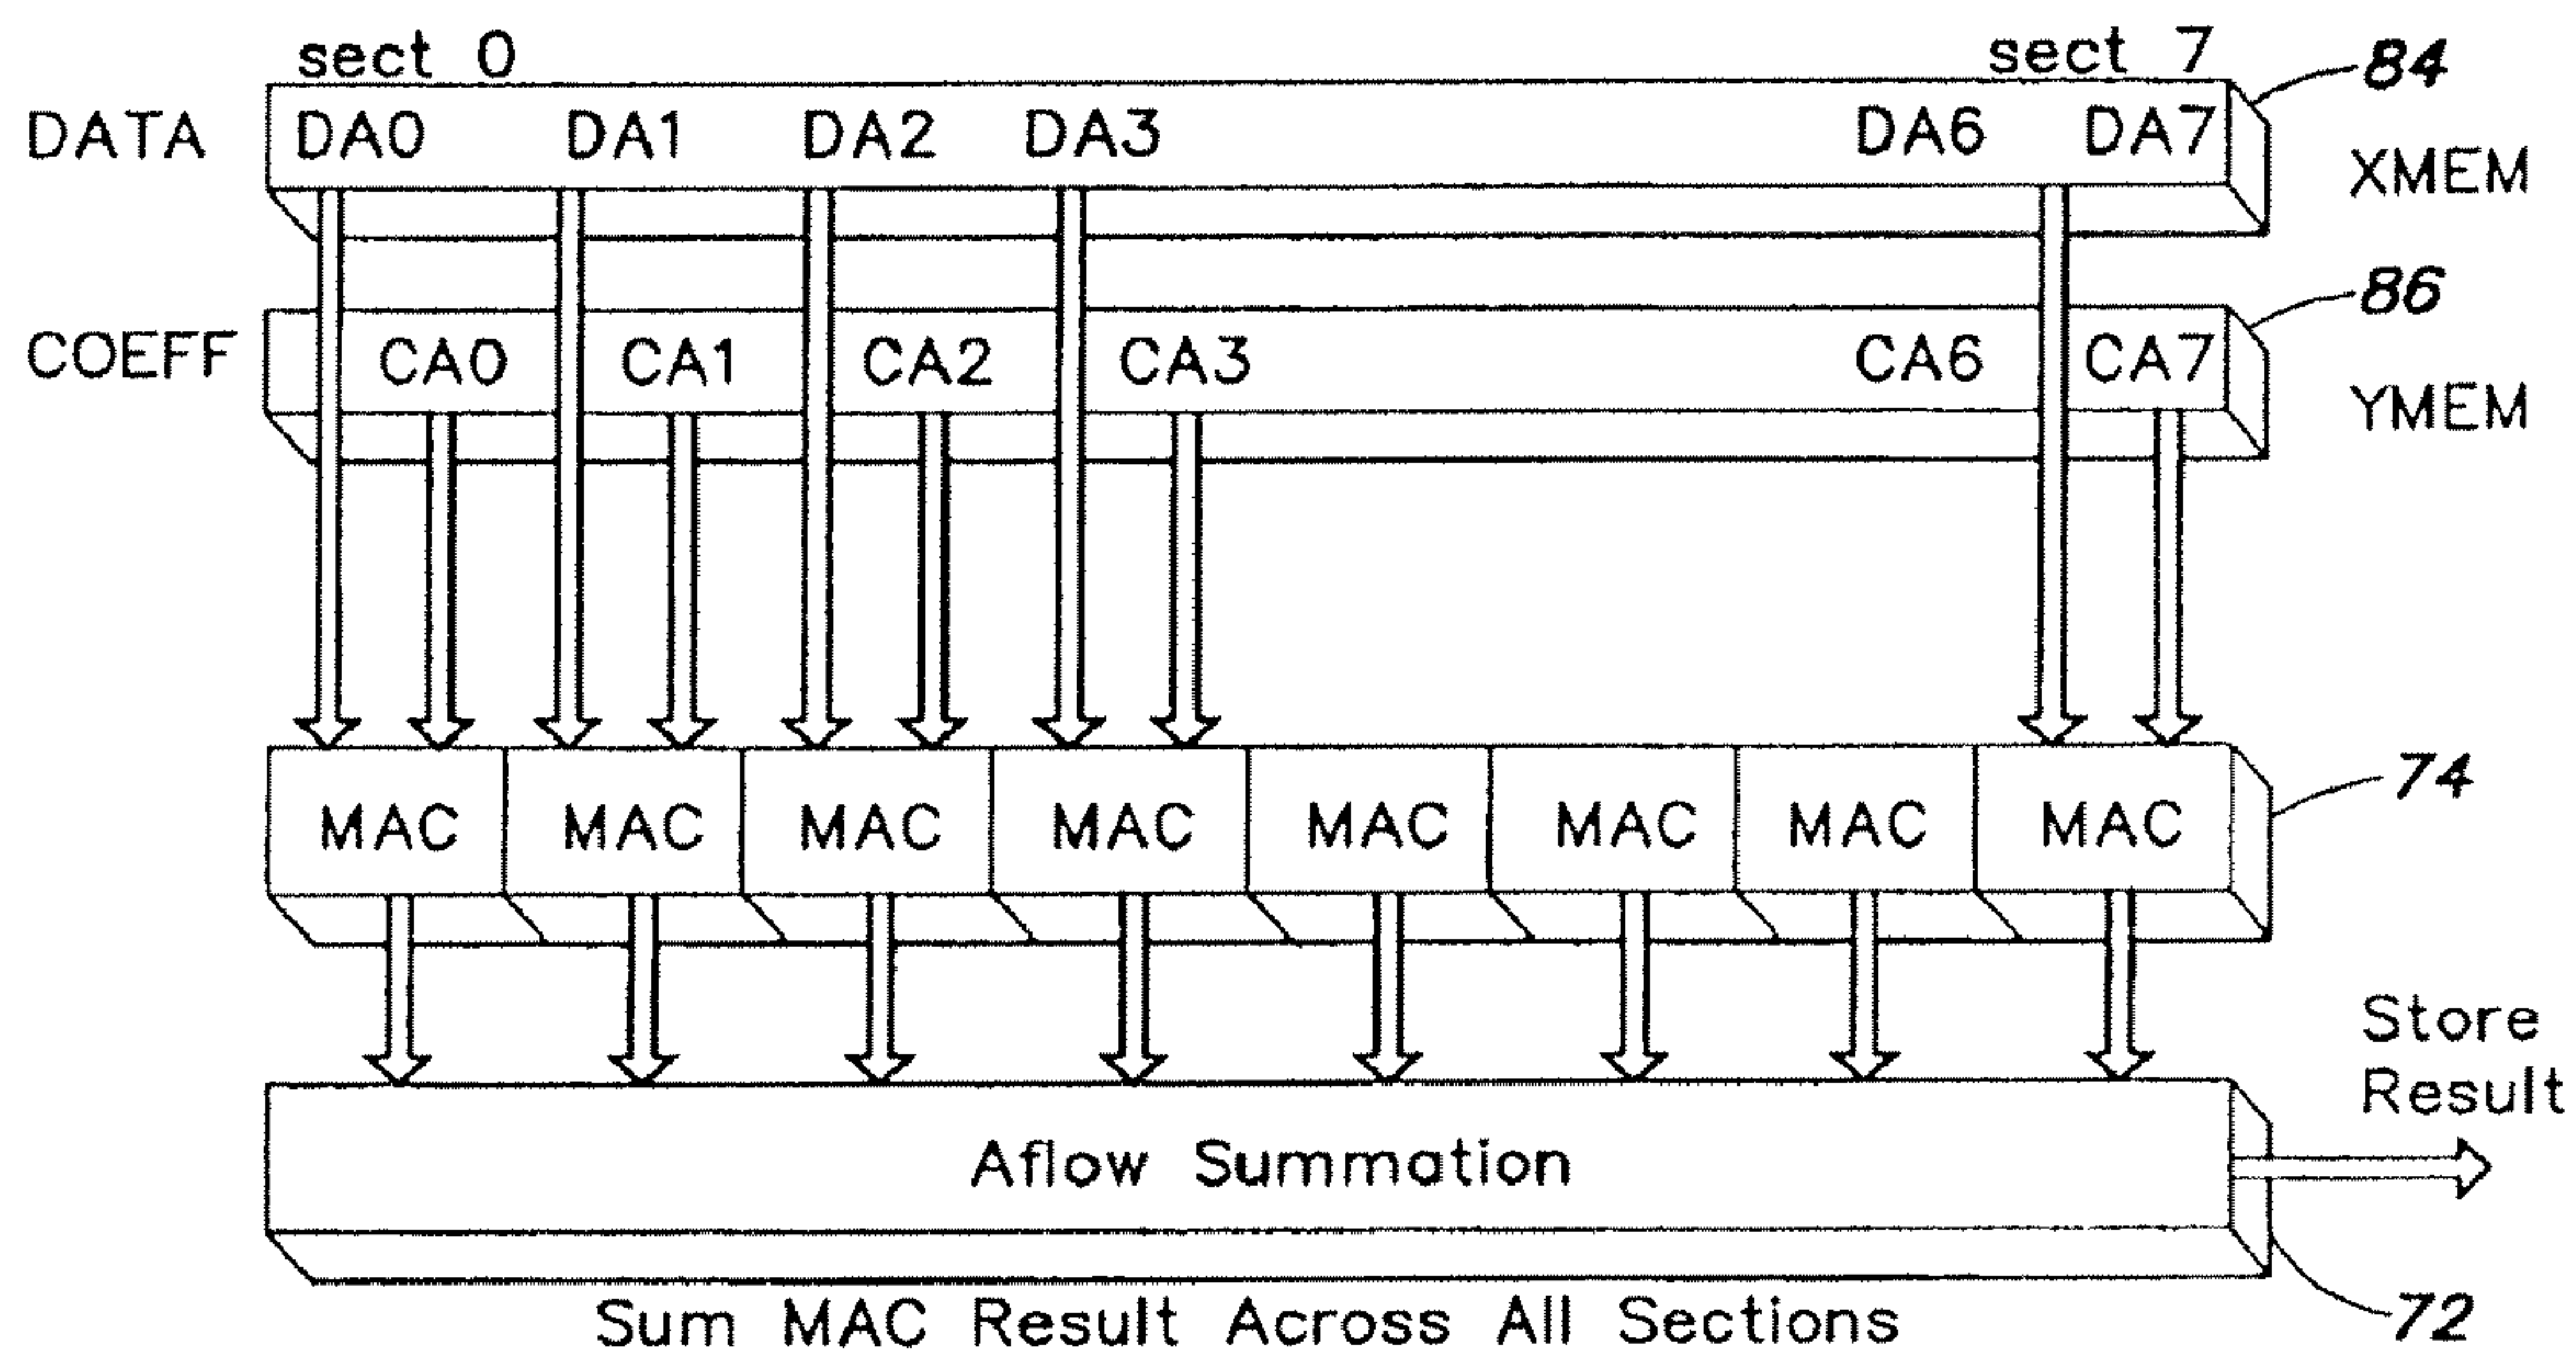 sect 0 sect 7 84
DATA DA0 DA1 DA2 DA3 DA6 DA7
XMEM
86
COEFF CA0 CA1 CA2 CA3 CA6 CA7
YMEM
74
MAC MAC MAC MAC MAC MAC MAC MAC
Store
Result
Aflow Summation
72
Sum MAC Result Across All Sections